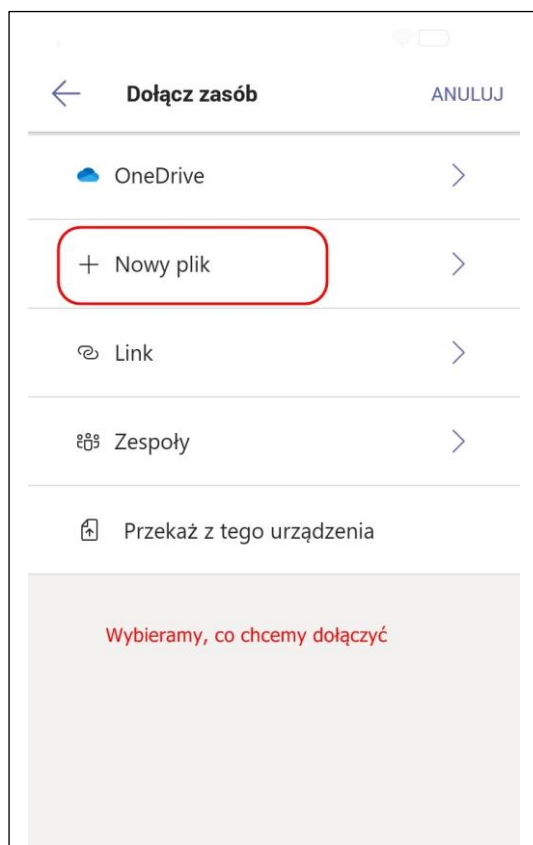 Dołącz zasób ANULUJ
OneDrive
Nowy plik
Link
Zespoły
Przekaż z tego urządzenia
Wybieramy, co chcemy dołączyć